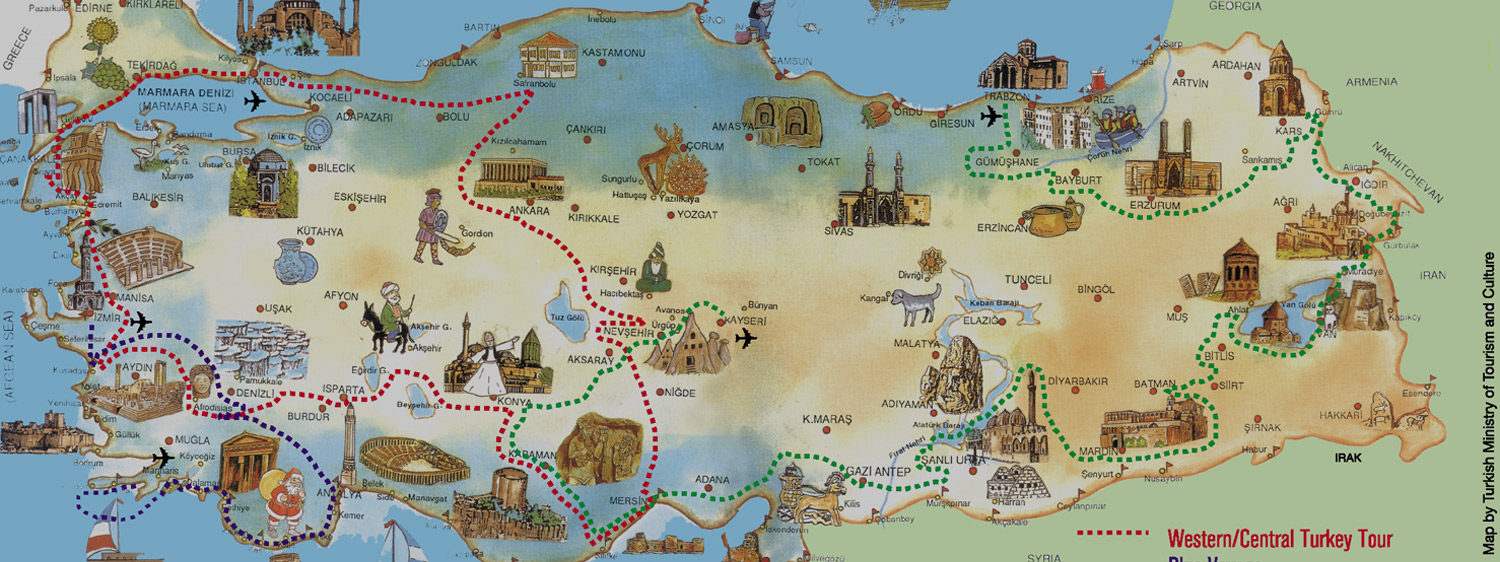 Pazarkule
EDİRNE
KIRKLARELİ
GREECE
İpsala
TEKİRDAĞ
Kilyos
İSTANBUL
Şile
MARMARA DENİZİ
(MARMARA SEA)
KOCAELİ
ADAPAZARI
BOLU
ZONGULDAK
BARTIN
Safranbolu
KASTAMONU
İnebolu
SİNOP
SAMSUN
GEORGIA
ARMENIA
NAKHITCHEVAN
IRAN
Sarp
Hopa
ARTVİN
ARDAHAN
KARS
Sarıkamış
Alican
IĞDIR
Doğubeyazıt
Gürbulak
AĞRI
TRABZON
RİZE
ORDU
GİRESUN
GÜMÜŞHANE
Çoruh Nehri
BAYBURT
ERZURUM
ERZİNCAN
AMASYA
TOKAT
SİVAS
ÇORUM
ÇANKIRI
Kızılcahamam
Sungurlu
Hattuşaş
Yazılıkaya
YOZGAT
ANKARA
KIRIKKALE
Gordion
ESKİŞEHİR
BİLECİK
BURSA
İznik G.
İznik
Erdek
Bandırma
Kuş G.
Ulubat G.
Manyas
ÇANAKKALE
BALIKESİR
Edremit
Burhaniye
KÜTAHYA
MANİSA
İZMİR
Çeşme
Seferihisar
(AEGEAN SEA)
UŞAK
AFYON
Akşehir G.
Akşehir
Eğirdir G.
ISPARTA
BURDUR
Beyşehir G.
KONYA
Tuz Gölü
AKSARAY
KIRŞEHİR
Hacıbektaş
NEVŞEHİR
Ürgüp
Avanos
KAYSERİ
Bünyan
NİĞDE
Divriği
Kangal
Keban Barajı
TUNCELİ
ELAZIĞ
BİNGÖL
MUŞ
MALATYA
ADIYAMAN
Atatürk Barajı
Fırat Nehri
K.MARAŞ
GAZİ ANTEP
Kilis
ŞANLI URFA
Harran
Akçakale
Mürşitpınar
Ceylanpınar
Çobanbey
DİYARBAKIR
BATMAN
MARDİN
Şenyurt
Nusaybin
SİİRT
BİTLİS
Ahlat
Van Gölü
VAN
Muradiye
Kapıköy
Esendere
HAKKARİ
ŞIRNAK
Habur
IRAK
SYRIA
AYDIN
Kuşadası
Pamukkale
DENİZLİ
Afrodisias
MUĞLA
Köyceğiz
Güllük
Bodrum
Marmaris
Dalaman
ANTALYA
Kemer
Belek
Side
Manavgat
KARAMAN
MERSİN
ADANA
İskenderun
Western/Central Turkey Tour
Map by Turkish Ministry of Tourism and Culture